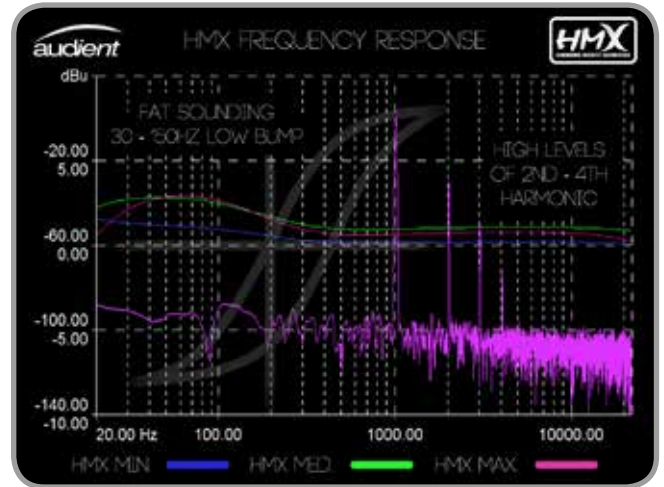 audient
HMX FREQUENCY RESPONSE
HMX
dBu
FAT SOUNDING
30 - 150HZ LOW BUMP
HIGH LEVELS
OF 2ND - 4TH
HARMONIC
-20.00
5.00
-60.00
0.00
-100.00
-5.00
-140.00
-10.00
20.00 Hz 100.00 1000.00 10000.00
HMX MIN HMX MED. HMX MAX